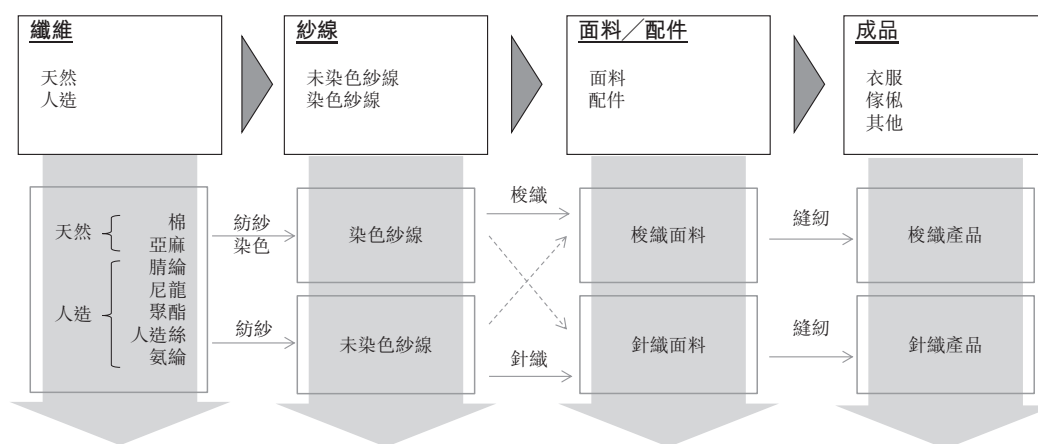 纖維
天然
人造
紗線
未染色紗線
染色紗線
面料／配件
面料
配件
成品
衣服
傢俬
其他
天然
棉
亞麻
人造
腈綸
尼龍
聚酯
人造絲
氨綸
紡紗
染色
紡紗
染色紗線
未染色紗線
梭織
針織
梭織面料
針織面料
縫紉
縫紉
梭織產品
針織產品